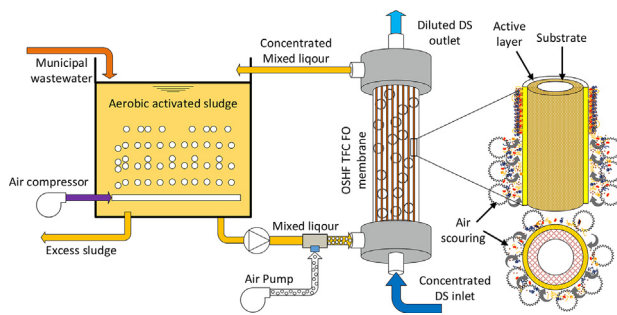 Municipal
wastewater
Concentrated
Mixed liqour
Diluted DS
outlet
Active
layer
Substrate
Aerobic activated sludge
OSHF TFC FO
membrane
Air compressor
Mixed liqour
Air
scouring
Excess sludge
Air Pump
Concentrated
DS inlet